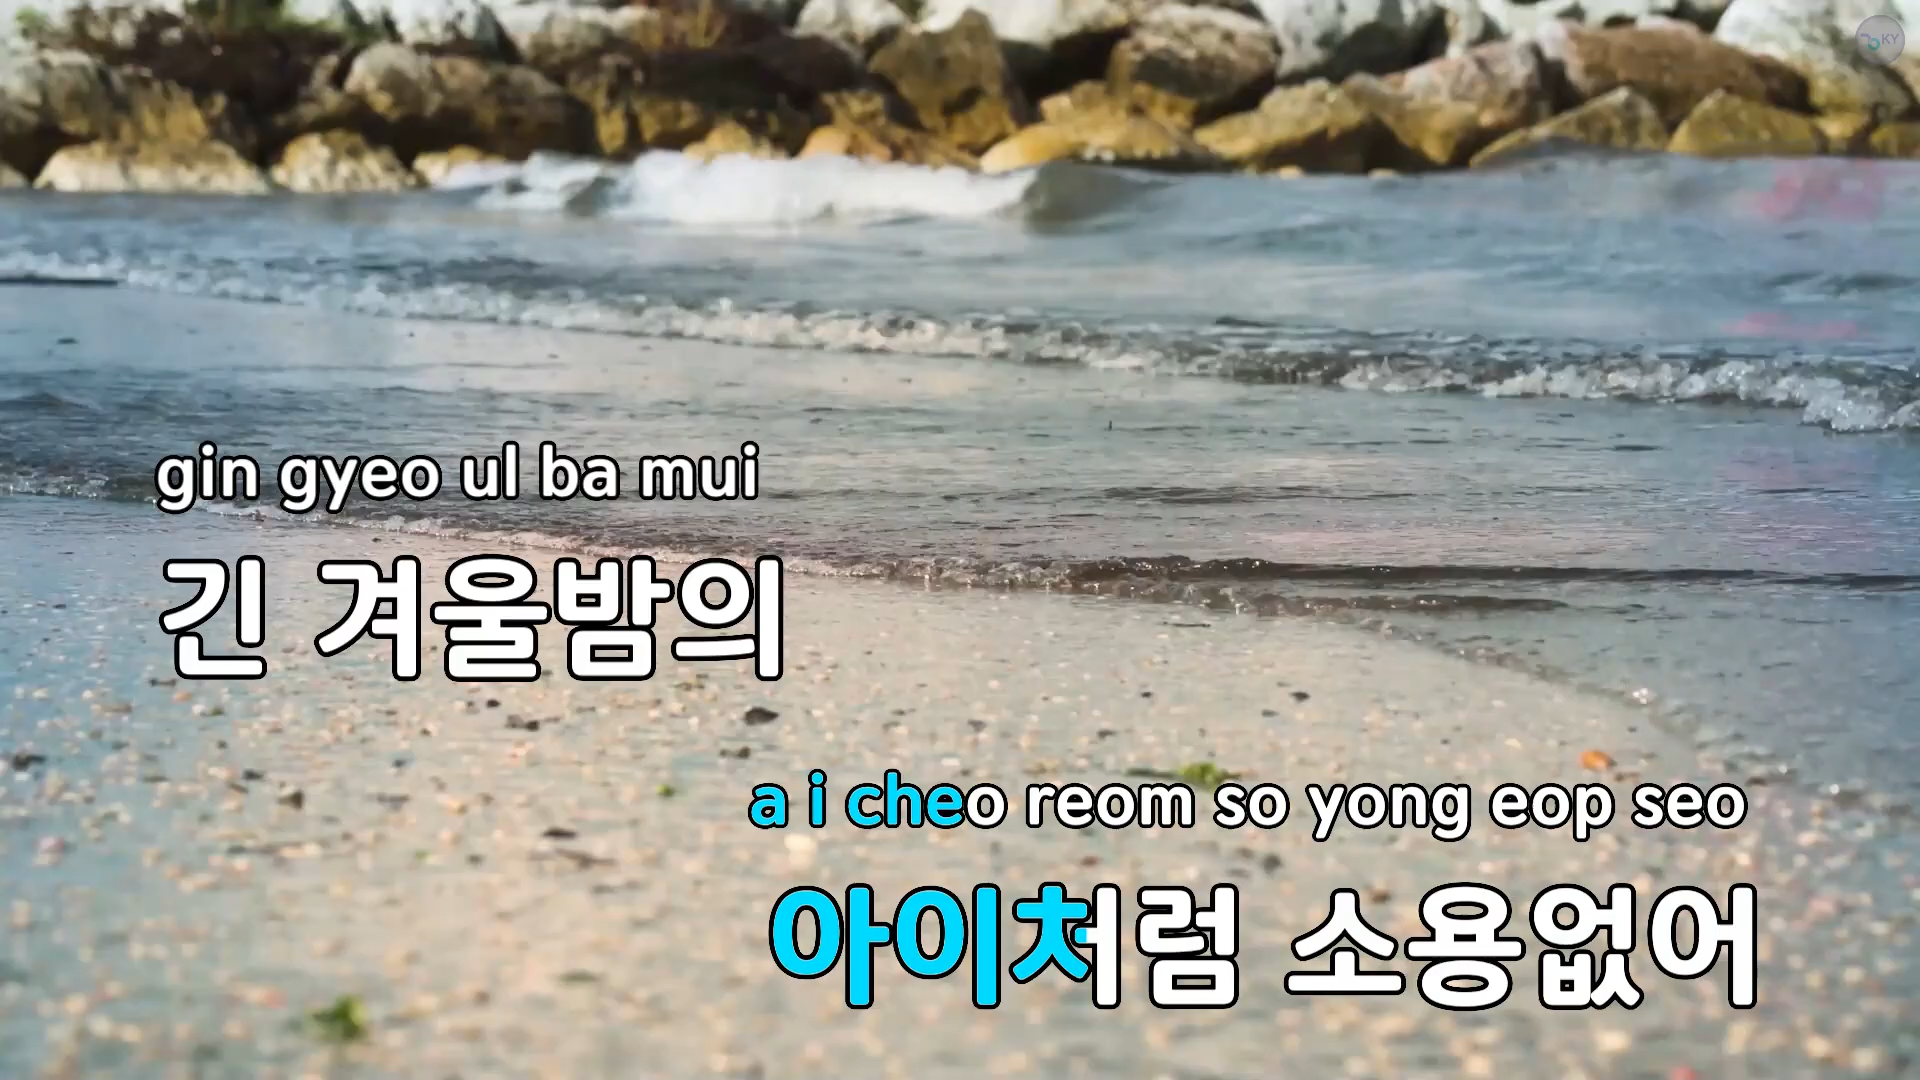 KY
gin gyeo ul ba mui
긴 겨울밤의
a i cheo reom so yong eop seo
아이처럼 소용없어